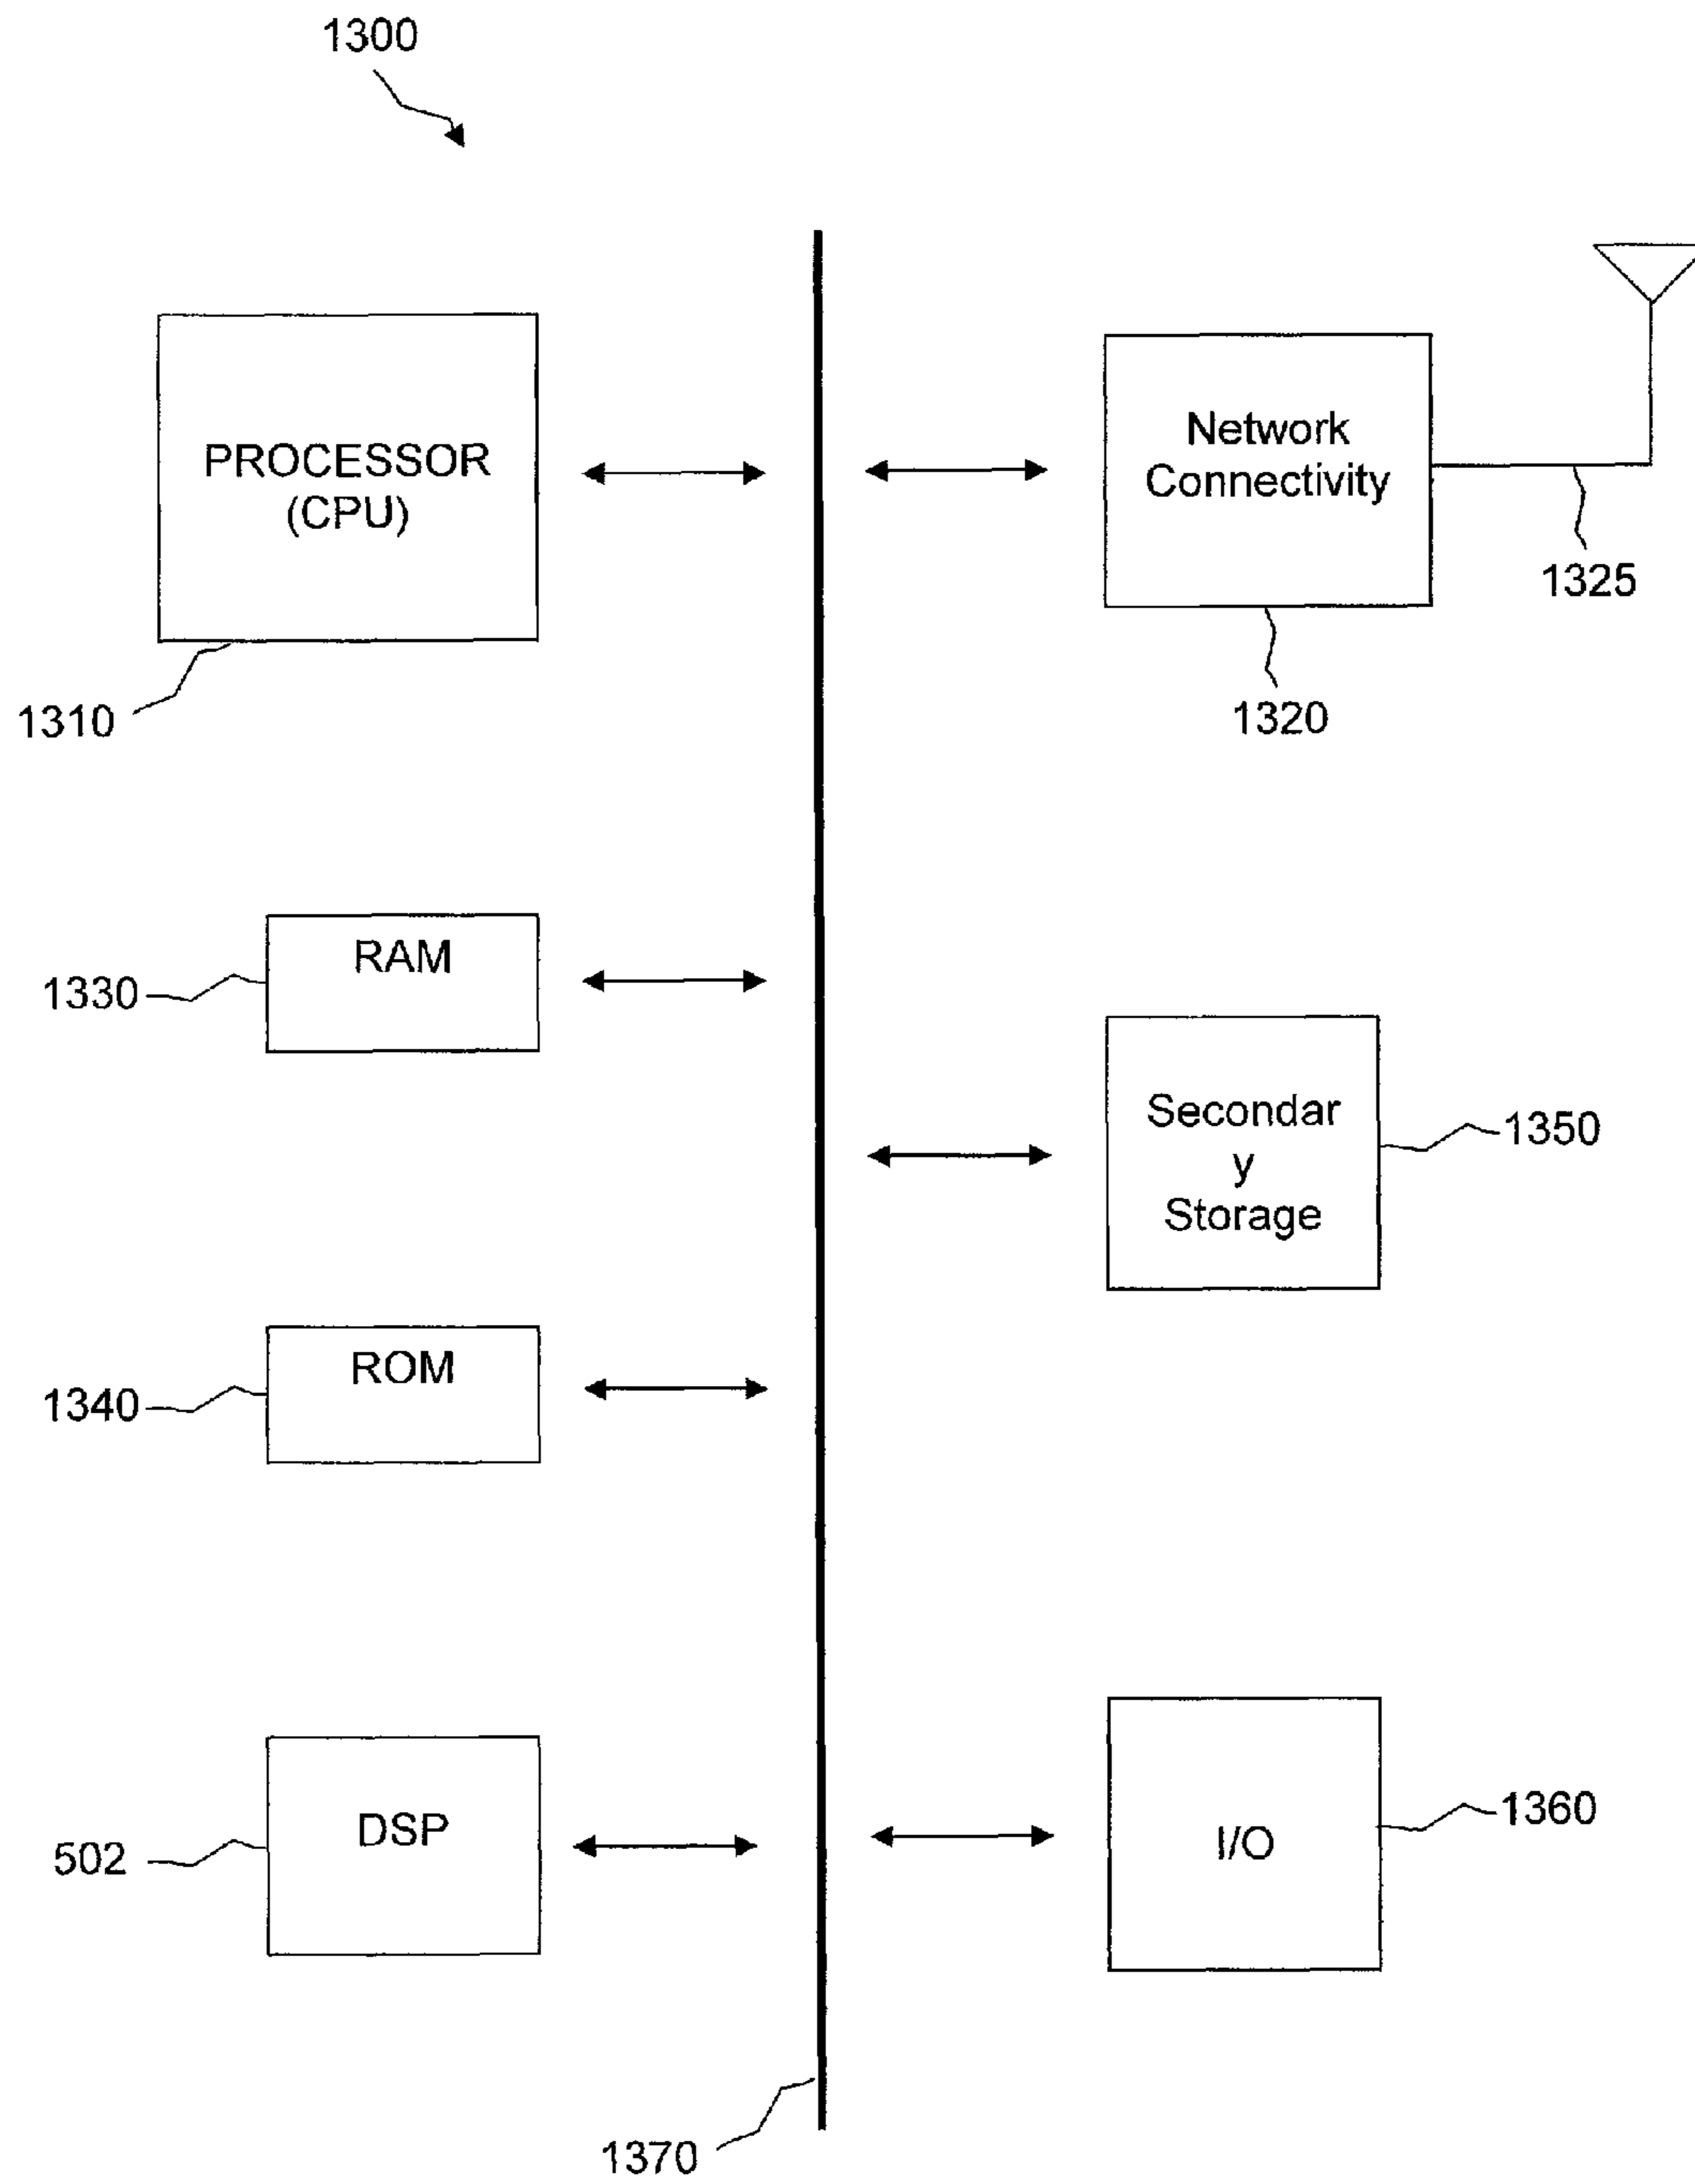 1300
PROCESSOR
(CPU)
1310
Network
Connectivity
1325
1320
RAM
1330
Secondar
y
Storage
1350
ROM
1340
DSP
502
I/O
1360
1370